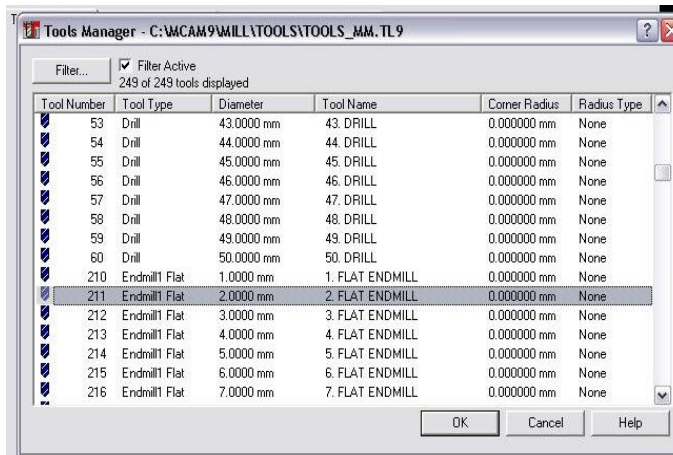 T
Tools Manager - C:\MCAM9\MILL\TOOLS\TOOLS_MM.TL9
Filter...
Filter Active
249 of 249 tools displayed
Tool Number Tool Type Diameter Tool Name Corner Radius Radius Type
53 Drill 43.0000 mm 43. DRILL 0.000000 mm None
54 Drill 44.0000 mm 44. DRILL 0.000000 mm None
55 Drill 45.0000 mm 45. DRILL 0.000000 mm None
56 Drill 46.0000 mm 46. DRILL 0.000000 mm None
57 Drill 47.0000 mm 47. DRILL 0.000000 mm None
58 Drill 48.0000 mm 48. DRILL 0.000000 mm None
59 Drill 49.0000 mm 49. DRILL 0.000000 mm None
60 Drill 50.0000 mm 50. DRILL 0.000000 mm None
210 Endmill1 Flat 1.0000 mm 1. FLAT ENDMILL 0.000000 mm None
211 Endmill1 Flat 2.0000 mm 2. FLAT ENDMILL 0.000000 mm None
212 Endmill1 Flat 3.0000 mm 3. FLAT ENDMILL 0.000000 mm None
213 Endmill1 Flat 4.0000 mm 4. FLAT ENDMILL 0.000000 mm None
214 Endmill1 Flat 5.0000 mm 5. FLAT ENDMILL 0.000000 mm None
215 Endmill1 Flat 6.0000 mm 6. FLAT ENDMILL 0.000000 mm None
216 Endmill1 Flat 7.0000 mm 7. FLAT ENDMILL 0.000000 mm None
OK Cancel Help